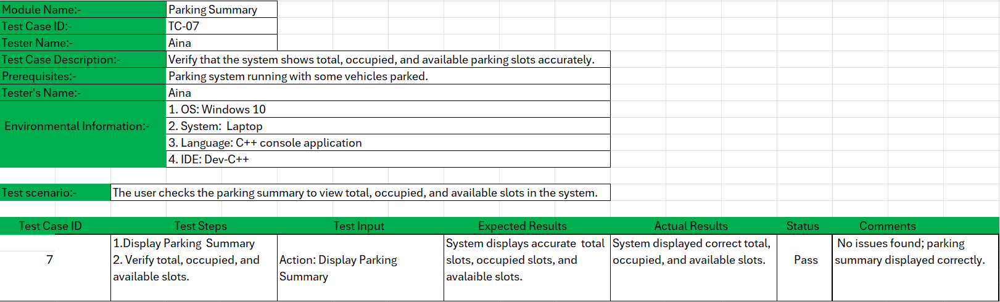 Module Name:- Parking Summary
Test Case ID:- TC-07
Tester Name:- Aina
Test Case Description:- Verify that the system shows total, occupied, and available parking slots accurately.
Prerequisites:- Parking system running with some vehicles parked.
Tester's Name:- Aina
Environmental Information:-
1. OS: Windows 10
2. System:  Laptop
3. Language: C++ console application
4. IDE: Dev-C++
Test scenario:- The user checks the parking summary to view total, occupied, and available slots in the system.
Test Case ID Test Steps Test Input Expected Results Actual Results Status Comments
7
1.Display Parking  Summary
2. Verify total, occupied, and
available slots.
Action: Display Parking
Summary
System displays accurate  total
slots, occupied slots, and
avalaible slots.
System displayed correct total,
occupied, and available slots.
Pass
No issues found; parking
summary displayed correctly.